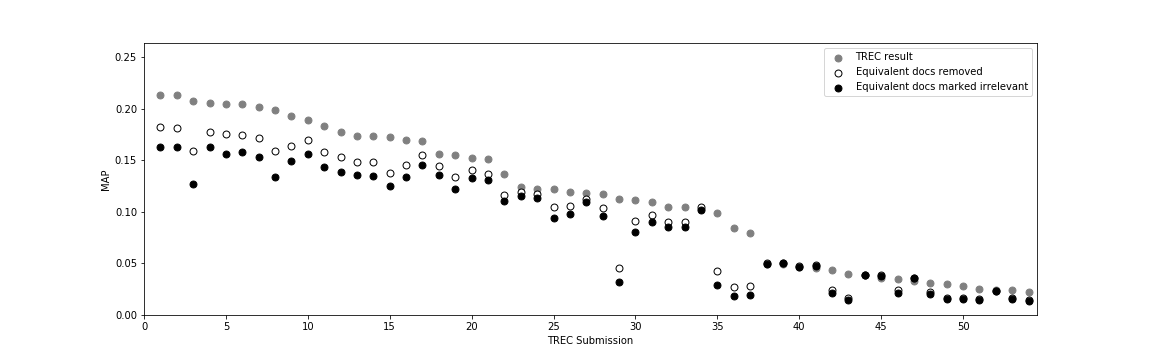 0.25
0.20
0.15
0.10
0.05
0.00
MAP
TREC result
Equivalent docs removed
Equivalent docs marked irrelevant
0 5 10 15 20 25 30 35 40 45 50
TREC Submission